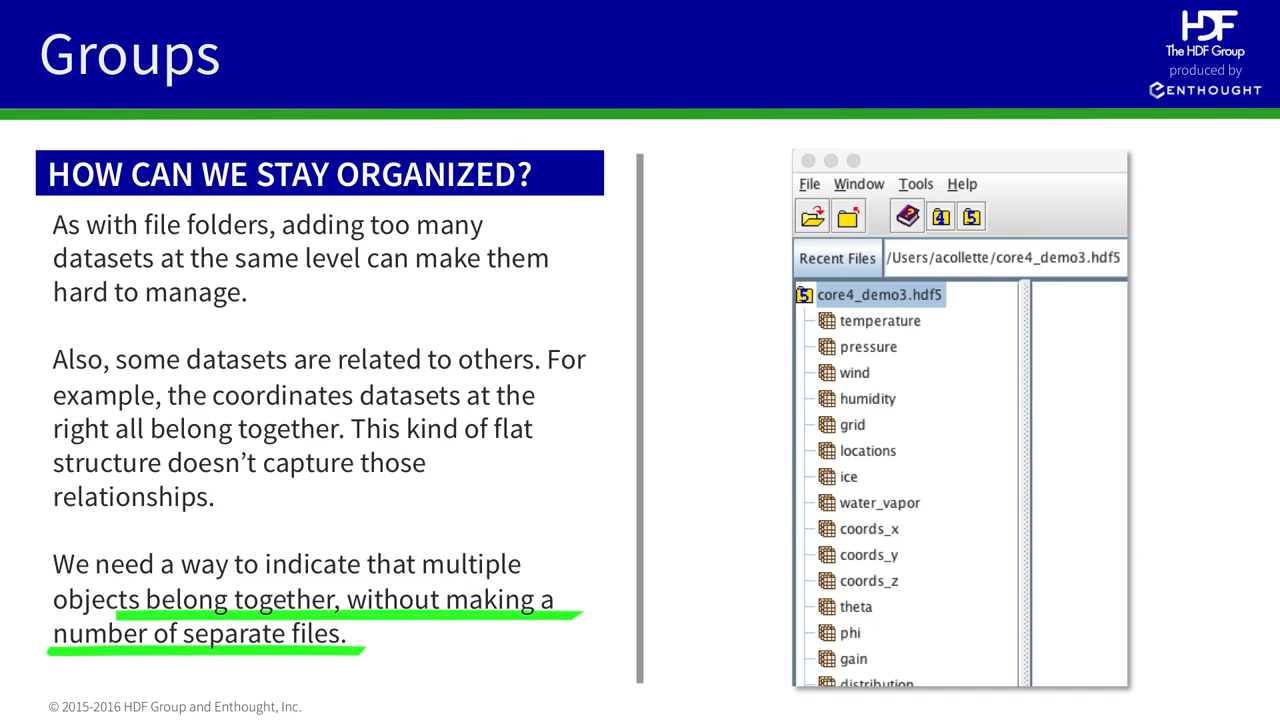 Groups
HDF
The HDF Group
produced by
ENTHOUGHT
HOW CAN WE STAY ORGANIZED?
As with file folders, adding too many
datasets at the same level can make them
hard to manage.
Also, some datasets are related to others. For
example, the coordinates datasets at the
right all belong together. This kind of flat
structure doesn’t capture those
relationships.
We need a way to indicate that multiple
objects belong together, without making a
number of separate files.
File Window Tools Help
4 5
Recent Files /Users/acollette/core4_demo3.hdf5
5 core4_demo3.hdf5
temperature
pressure
wind
humidity
grid
locations
ice
water_vapor
coords_x
coords_y
coords_z
theta
phi
gain
distribution
© 2015-2016 HDF Group and Enthought, Inc.